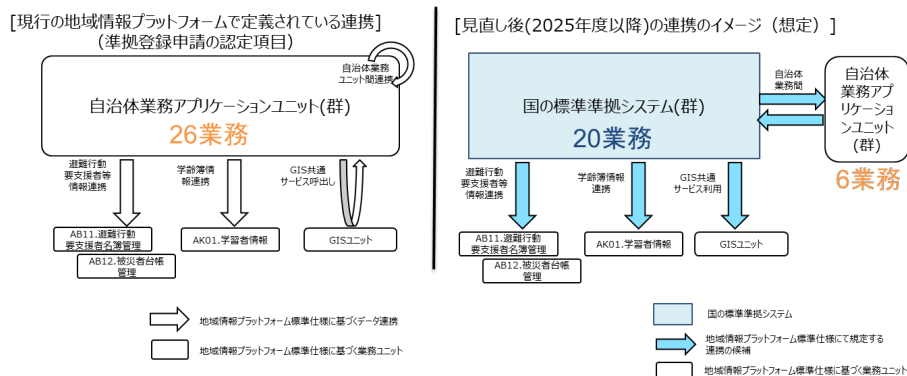 [現行の地域情報プラットフォームで定義されている連携]
(準拠登録申請の認定項目)
自治体業務
ユニット間連携
自治体業務アプリケーションユニット(群)
26業務
避難行動
要支援者等
情報連携
学齢簿情
報連携
GIS共通
サービス呼出し
AB11.避難行動
要支援者名簿管理
AB12.被災者台帳
管理
AK01.学習者情報
GISユニット
地域情報プラットフォーム標準仕様に基づくデータ連携
地域情報プラットフォーム標準仕様に基づく業務ユニット
[見直し後(2025年度以降)の連携のイメージ（想定）]
国の標準準拠システム(群)
20業務
自治体
業務間
自治体
業務アプ
リケーショ
ンユニット
(群)
6業務
避難行動
要支援者等
情報連携
学齢簿情報
連携
GIS共通
サービス利用
AB11.避難行動
要支援者名簿管理
AB12.被災者台帳
管理
AK01.学習者情報
GISユニット
国の標準準拠システム
地域情報プラットフォーム標準仕様にて規定する
連携の候補
地域情報プラットフォーム標準仕様に基づく業務ユニット